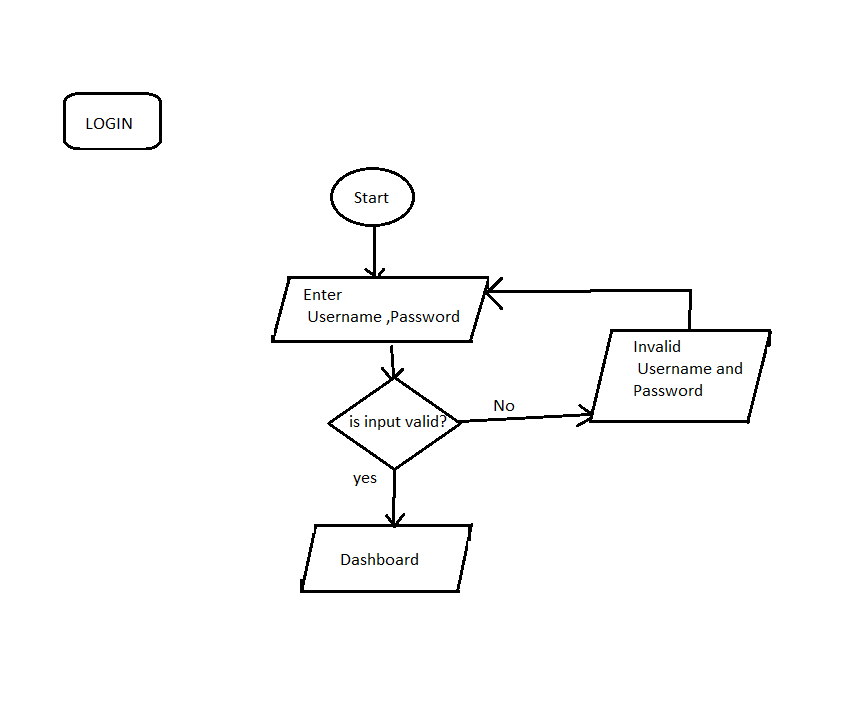 LOGIN
Start
Enter
Username ,Password
Invalid
Username and
Password
No
is input valid?
yes
Dashboard